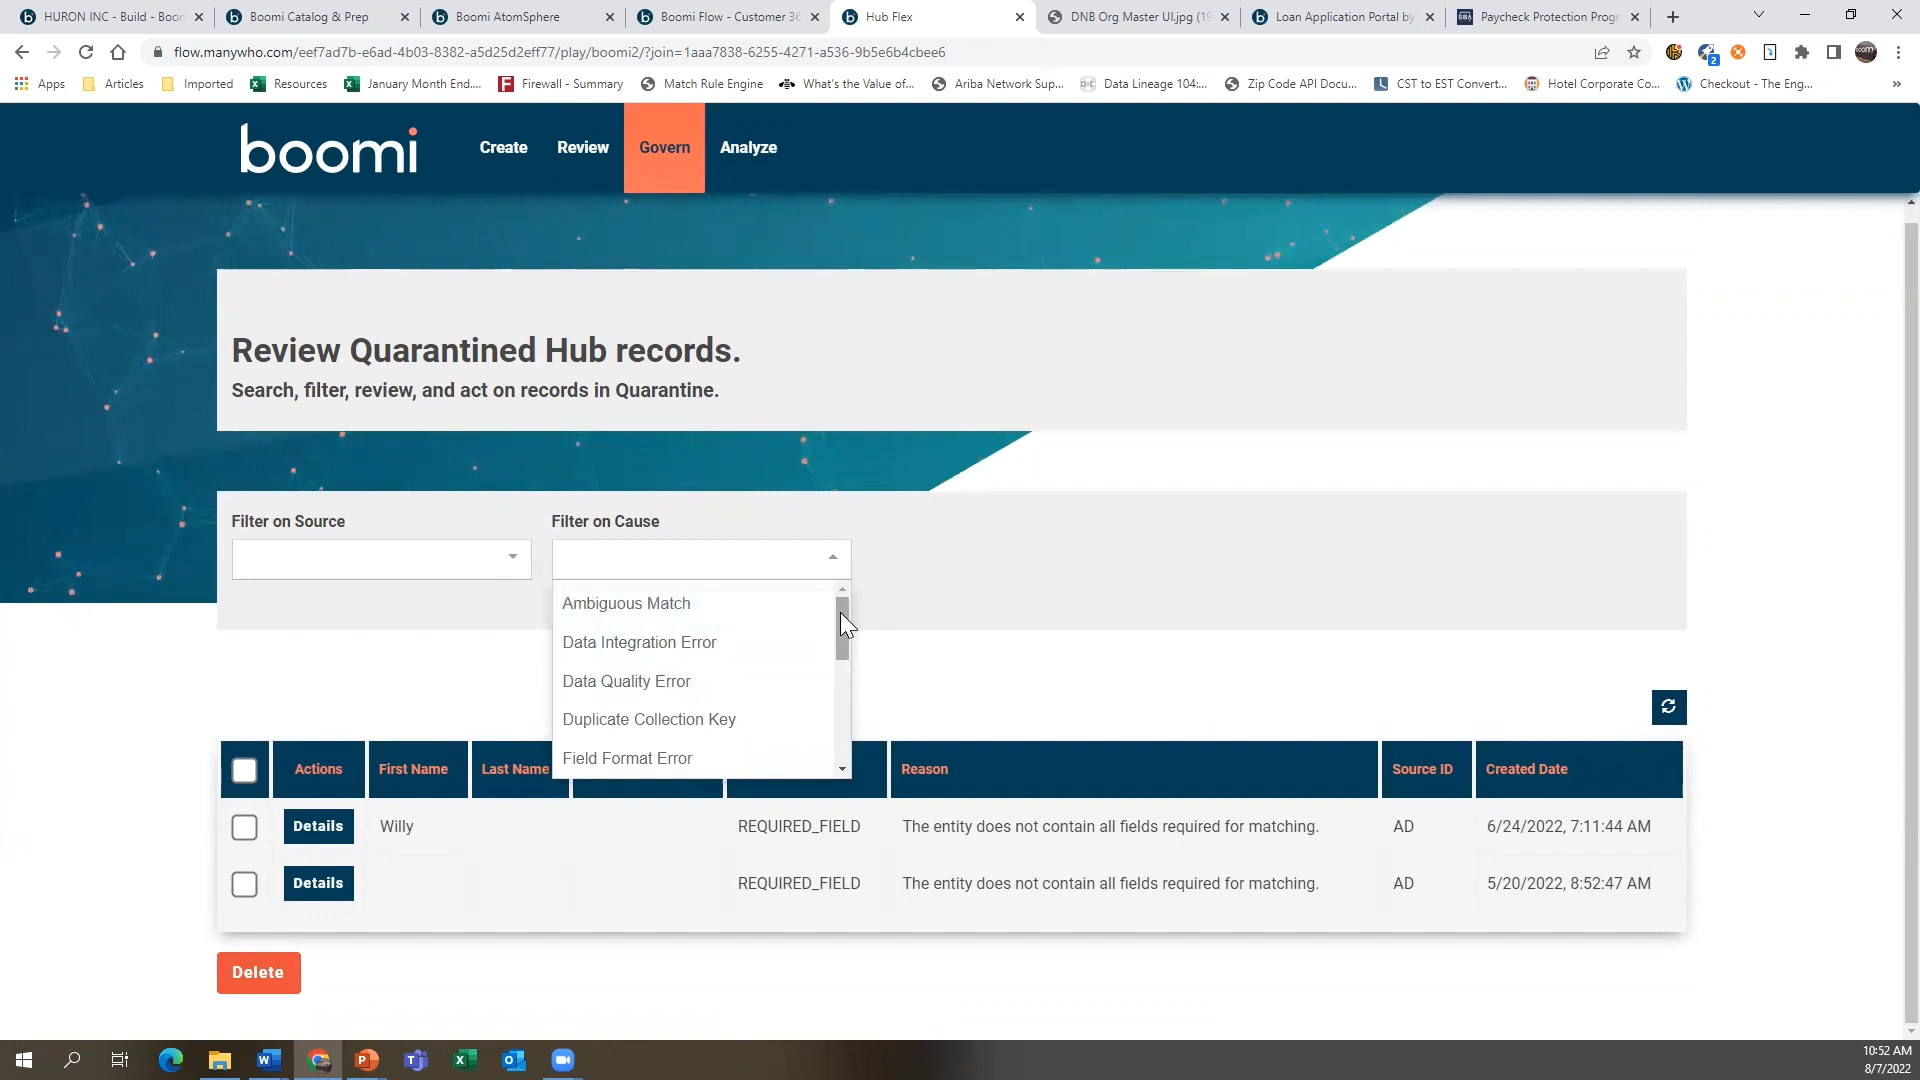 HURON INC - Build - Boom
Boomi Catalog & Prep
Boomi AtomSphere
Boomi Flow - Customer 36
Hub Flex
DNB Org Master UI.jpg (19
Loan Application Portal by
Paycheck Protection Progr
flow.manywho.com/eef7ad7b-e6ad-4b03-8382-a5d25d2eff77/play/boomi2/?join=1aaa7838-6255-4271-a536-9b5e6b4cbee6
Apps
Articles
Imported
Resources
January Month End....
Firewall - Summary
Match Rule Engine
What's the Value of...
Ariba Network Sup...
Data Lineage 104:...
Zip Code API Docu...
CST to EST Convert...
Hotel Corporate Co...
Checkout - The Eng...
boomi
Create
Review
Govern
Analyze
Review Quarantined Hub records.
Search, filter, review, and act on records in Quarantine.
Filter on Source
Filter on Cause
Ambiguous Match
Data Integration Error
Data Quality Error
Duplicate Collection Key
Field Format Error
Actions First Name Last Name Reason Source ID Created Date
Details Willy REQUIRED_FIELD The entity does not contain all fields required for matching. AD 6/24/2022, 7:11:44 AM
Details REQUIRED_FIELD The entity does not contain all fields required for matching. AD 5/20/2022, 8:52:47 AM
Delete
10:52 AM
8/7/2022